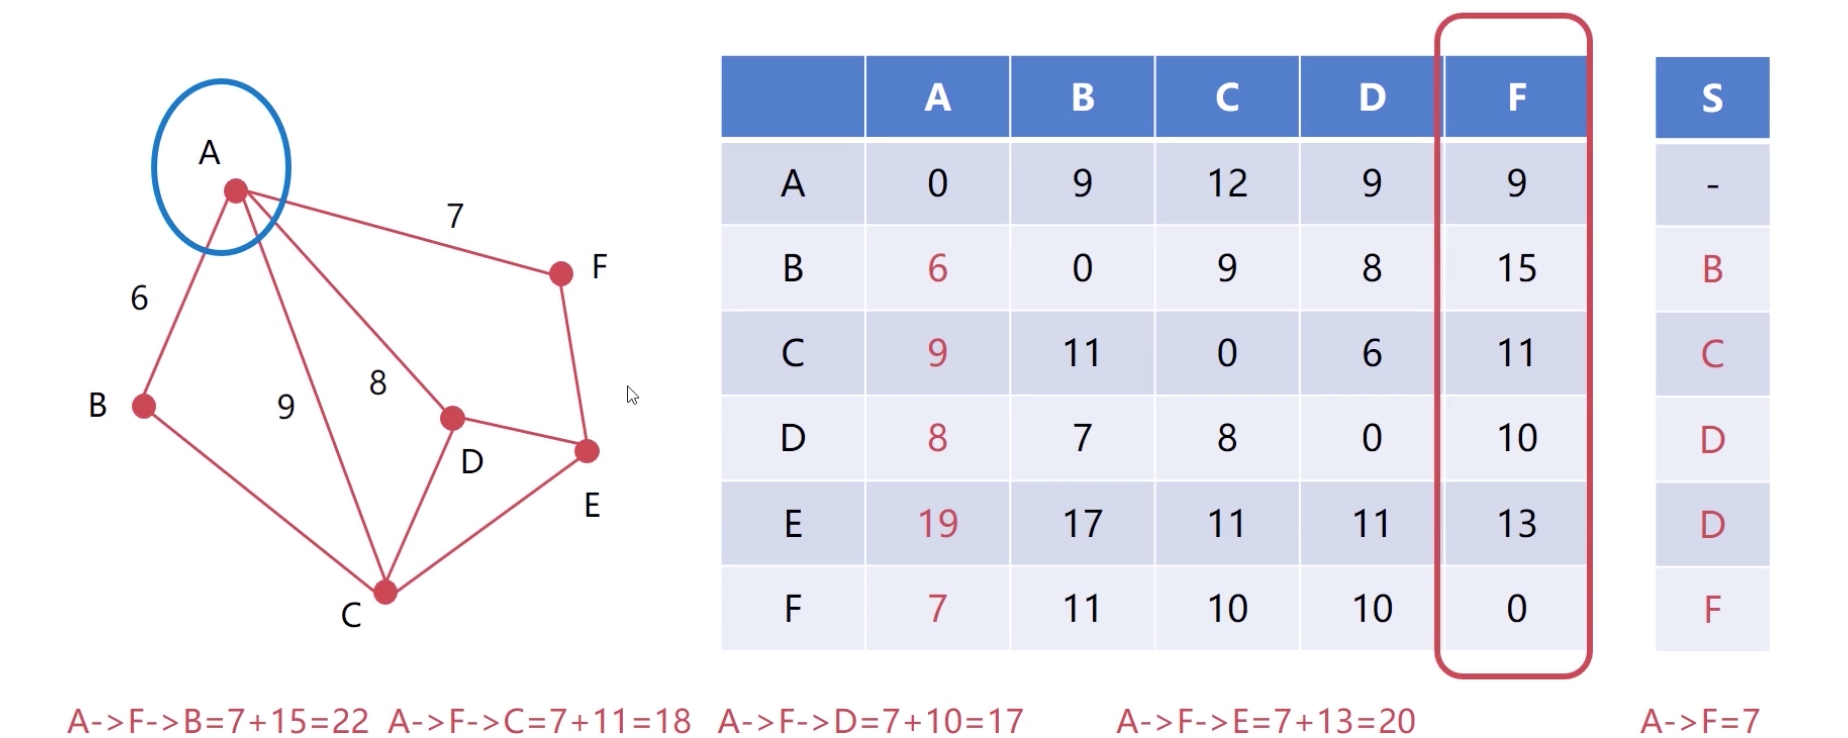 A
7
F
6
8
B
9
D
E
C
A B C D F
A 0 9 12 9 9
B 6 0 9 8 15
C 9 11 0 6 11
D 8 7 8 0 10
E 19 17 11 11 13
F 7 11 10 10 0
S
-
B
C
D
D
F
A->F->B=7+15=22 A->F->C=7+11=18 A->F->D=7+10=17 A->F->E=7+13=20 A->F=7